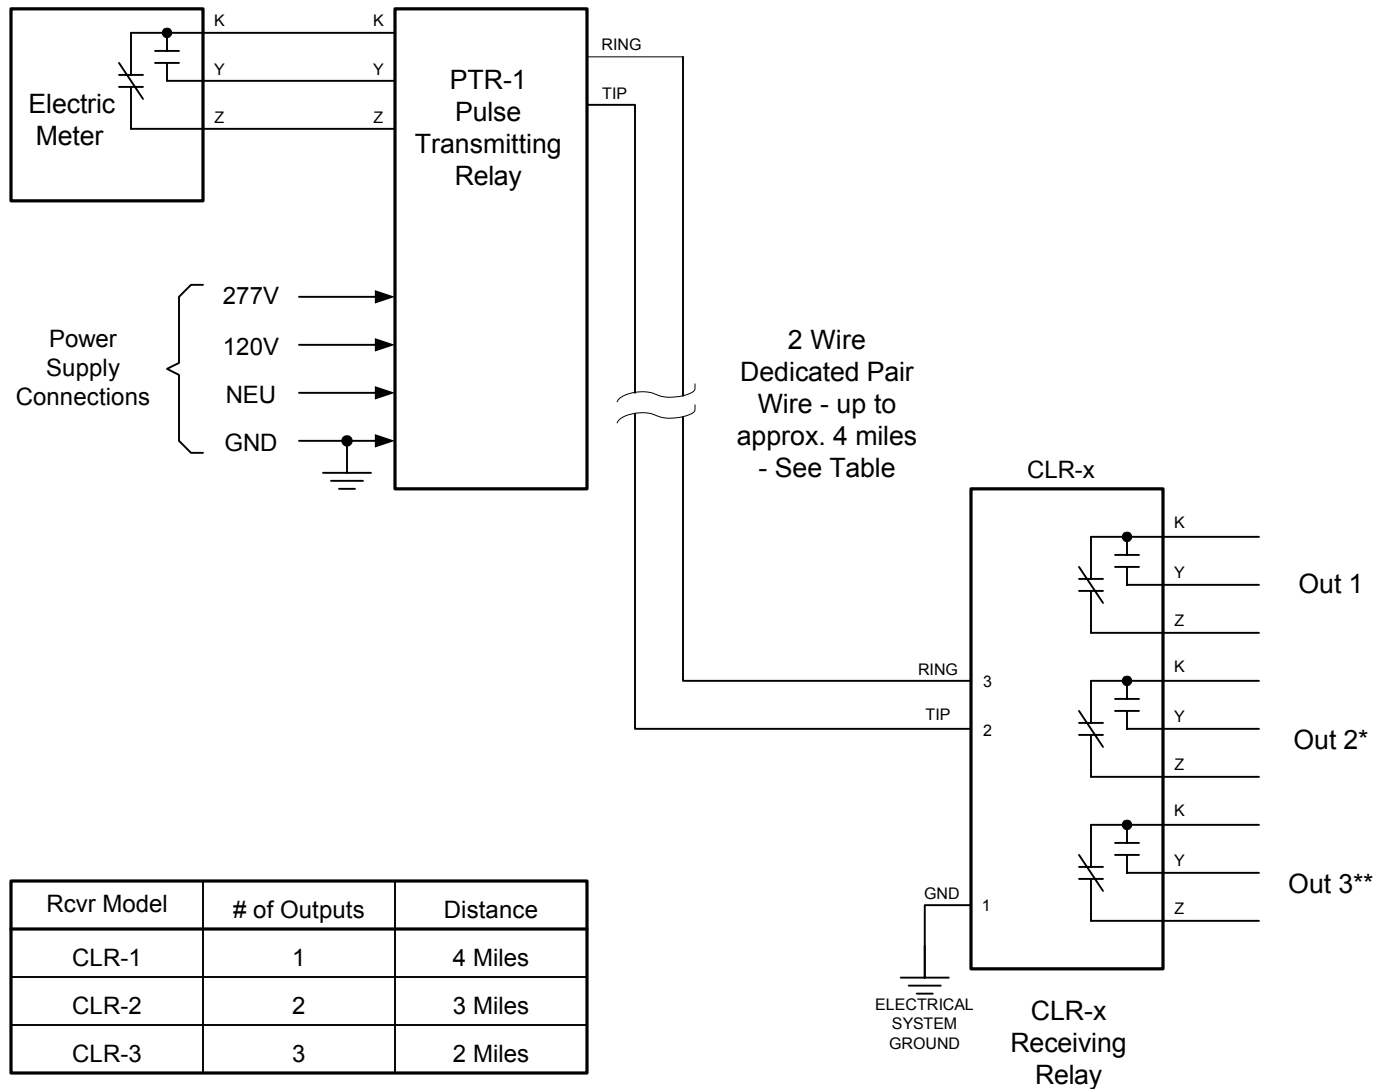 K
K
Y
Y
Z
Z
Electric
Meter
PTR-1
Pulse
Transmitting
Relay
RING
TIP
Power
Supply
Connections
277V
120V
NEU
GND
2 Wire
Dedicated Pair
Wire - up to
approx. 4 miles
- See Table
CLR-x
K
Y
Z
Out 1
RING
3
TIP
2
K
Y
Z
Out 2*
K
Y
Z
Out 3**
GND
1
ELECTRICAL
SYSTEM
GROUND
CLR-x
Receiving
Relay
Rcvr Model # of Outputs Distance
CLR-1 1 4 Miles
CLR-2 2 3 Miles
CLR-3 3 2 Miles